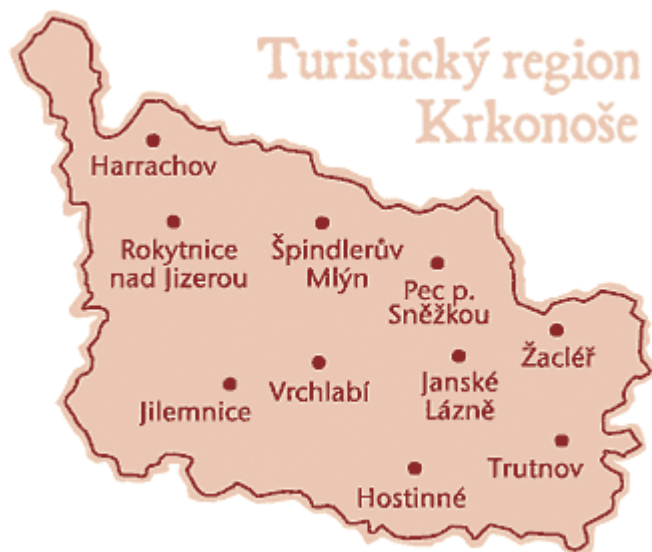 Turistický region
Krkonoše
Harrachov
Rokytnice
nad Jizerou
Špindlerův
Mlýn
Pec p.
Sněžkou
Žacléř
Jilemnice
Vrchlabí
Janské
Lázně
Hostinné
Trutnov